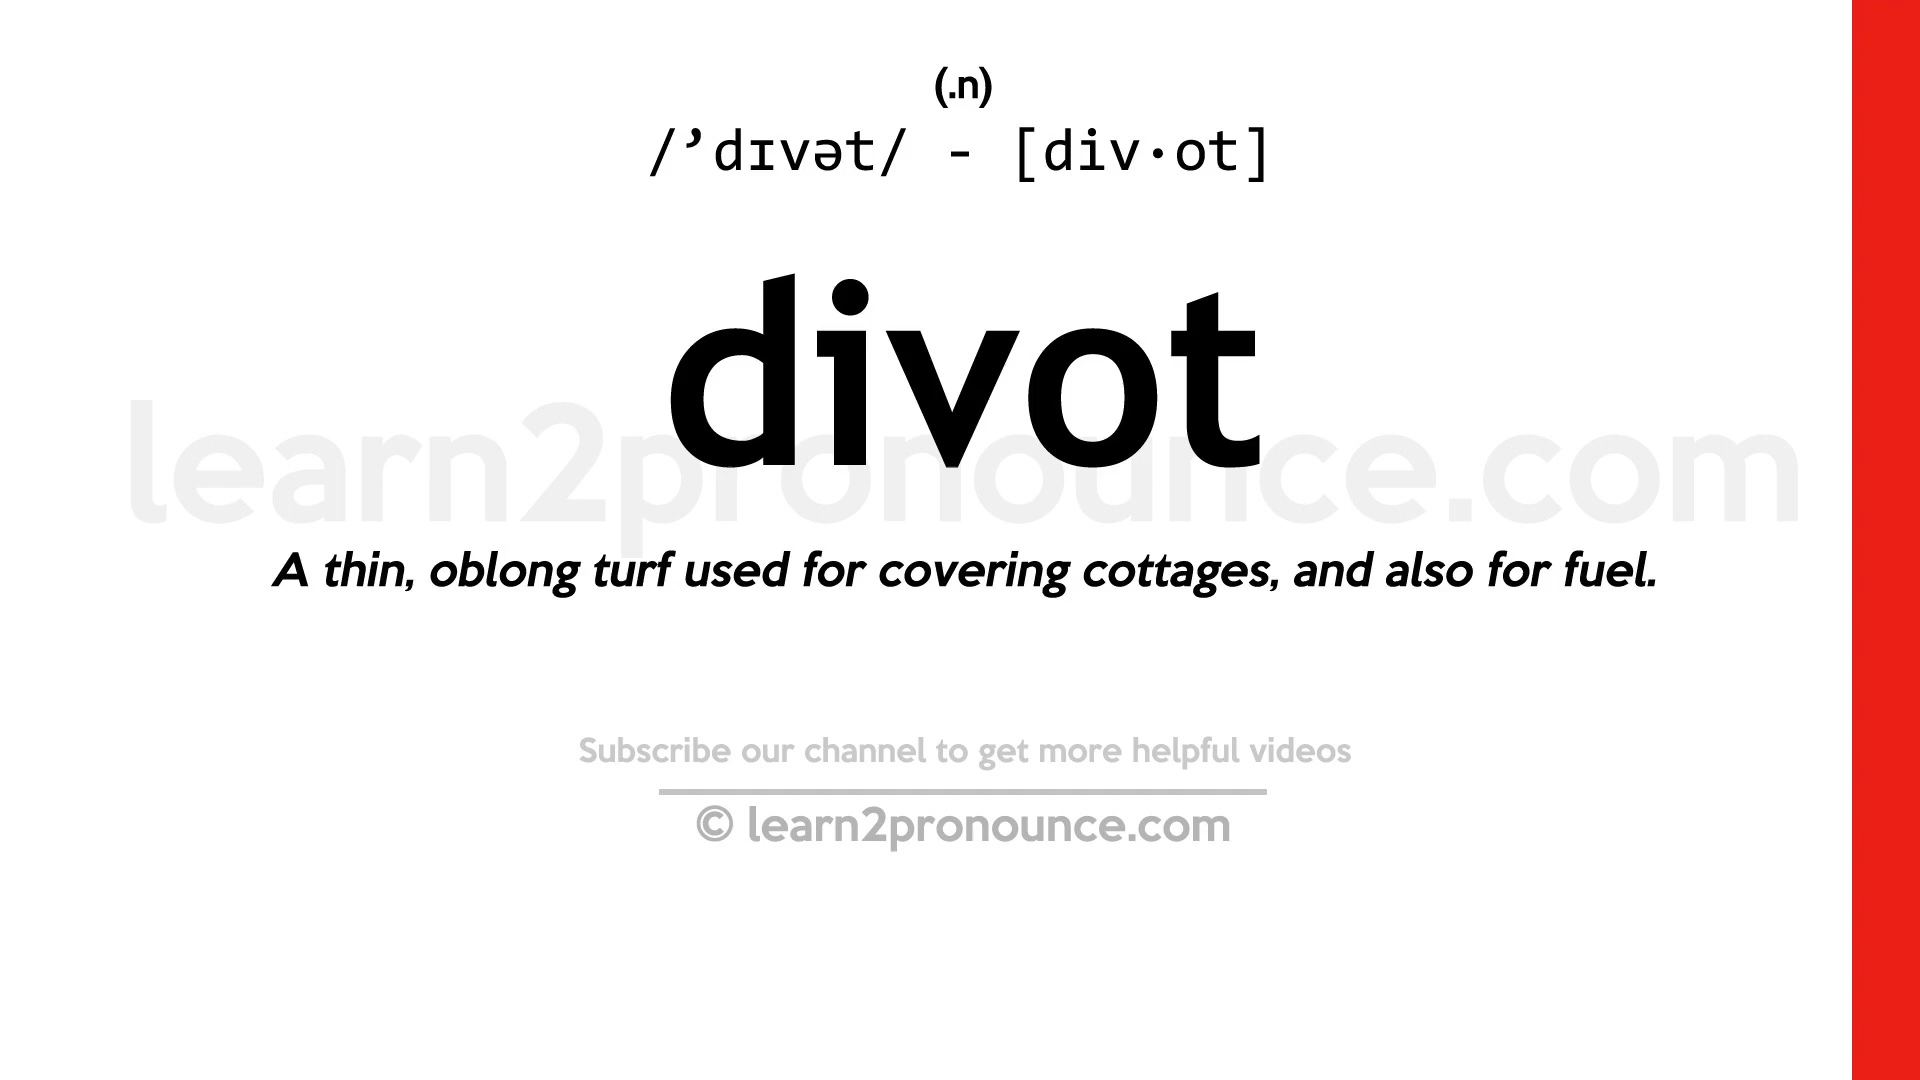 (.n)
/’dɪvət/ - [div·ot]
divot
learn2pronounce.com
A thin, oblong turf used for covering cottages, and also for fuel.
Subscribe our channel to get more helpful videos
© learn2pronounce.com